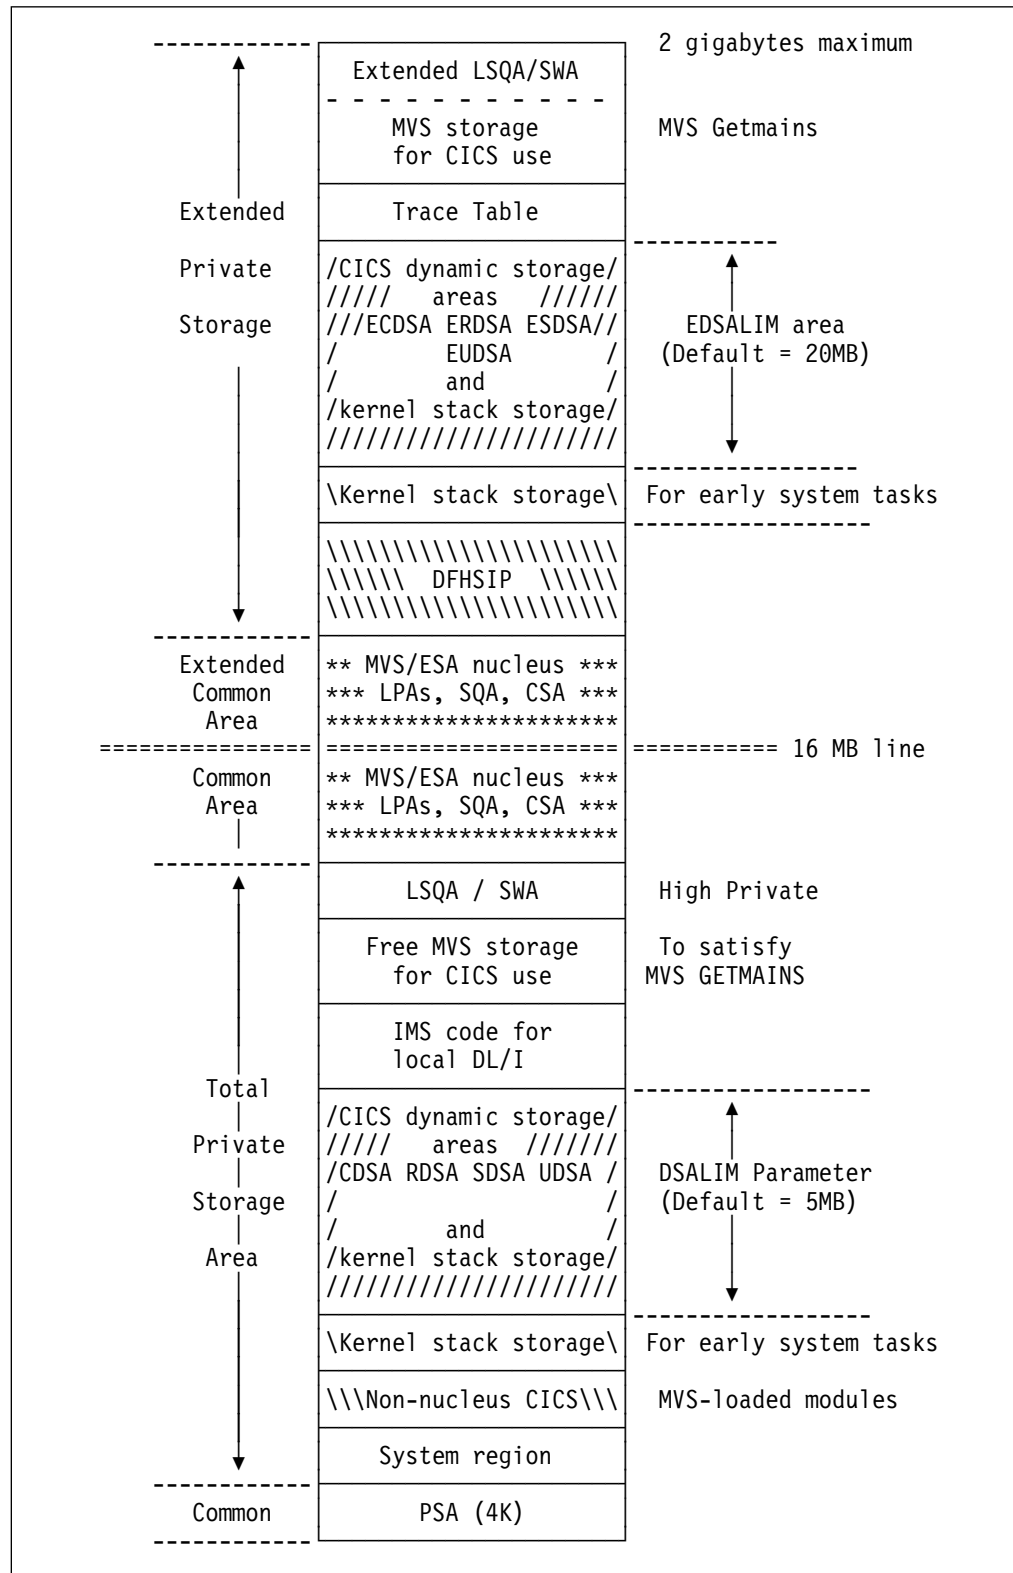 2 gigabytes maximum
Extended LSQA/SWA
- - - - - - - - - - -
MVS storage MVS Getmains
for CICS use
Extended Trace Table
Private /CICS dynamic storage/
///// areas //////
Storage ///ECDSA ERDSA ESDSA// EDSALIM area
/ EUDSA / (Default = 20MB)
/ and /
/kernel stack storage/
//////////////////////
\Kernel stack storage\ For early system tasks
\\\\\\\\\\\\\\\\\\\\\\
\\\\\\ DFHSIP \\\\\\
\\\\\\\\\\\\\\\\\\\\\\
Extended ** MVS/ESA nucleus ***
Common *** LPAs, SQA, CSA ***
Area **********************
================ ====================== =========== 16 MB line
Common ** MVS/ESA nucleus ***
Area *** LPAs, SQA, CSA ***
**********************
LSQA / SWA High Private
Free MVS storage To satisfy
for CICS use MVS GETMAINS
IMS code for
local DL/I
Total
/CICS dynamic storage/
Private ///// areas ///////
/CDSA RDSA SDSA UDSA / DSALIM Parameter
Storage / / (Default = 5MB)
/ and /
Area /kernel stack storage/
//////////////////////
\Kernel stack storage\ For early system tasks
\\\Non-nucleus CICS\\\ MVS-loaded modules
System region
Common PSA (4K)